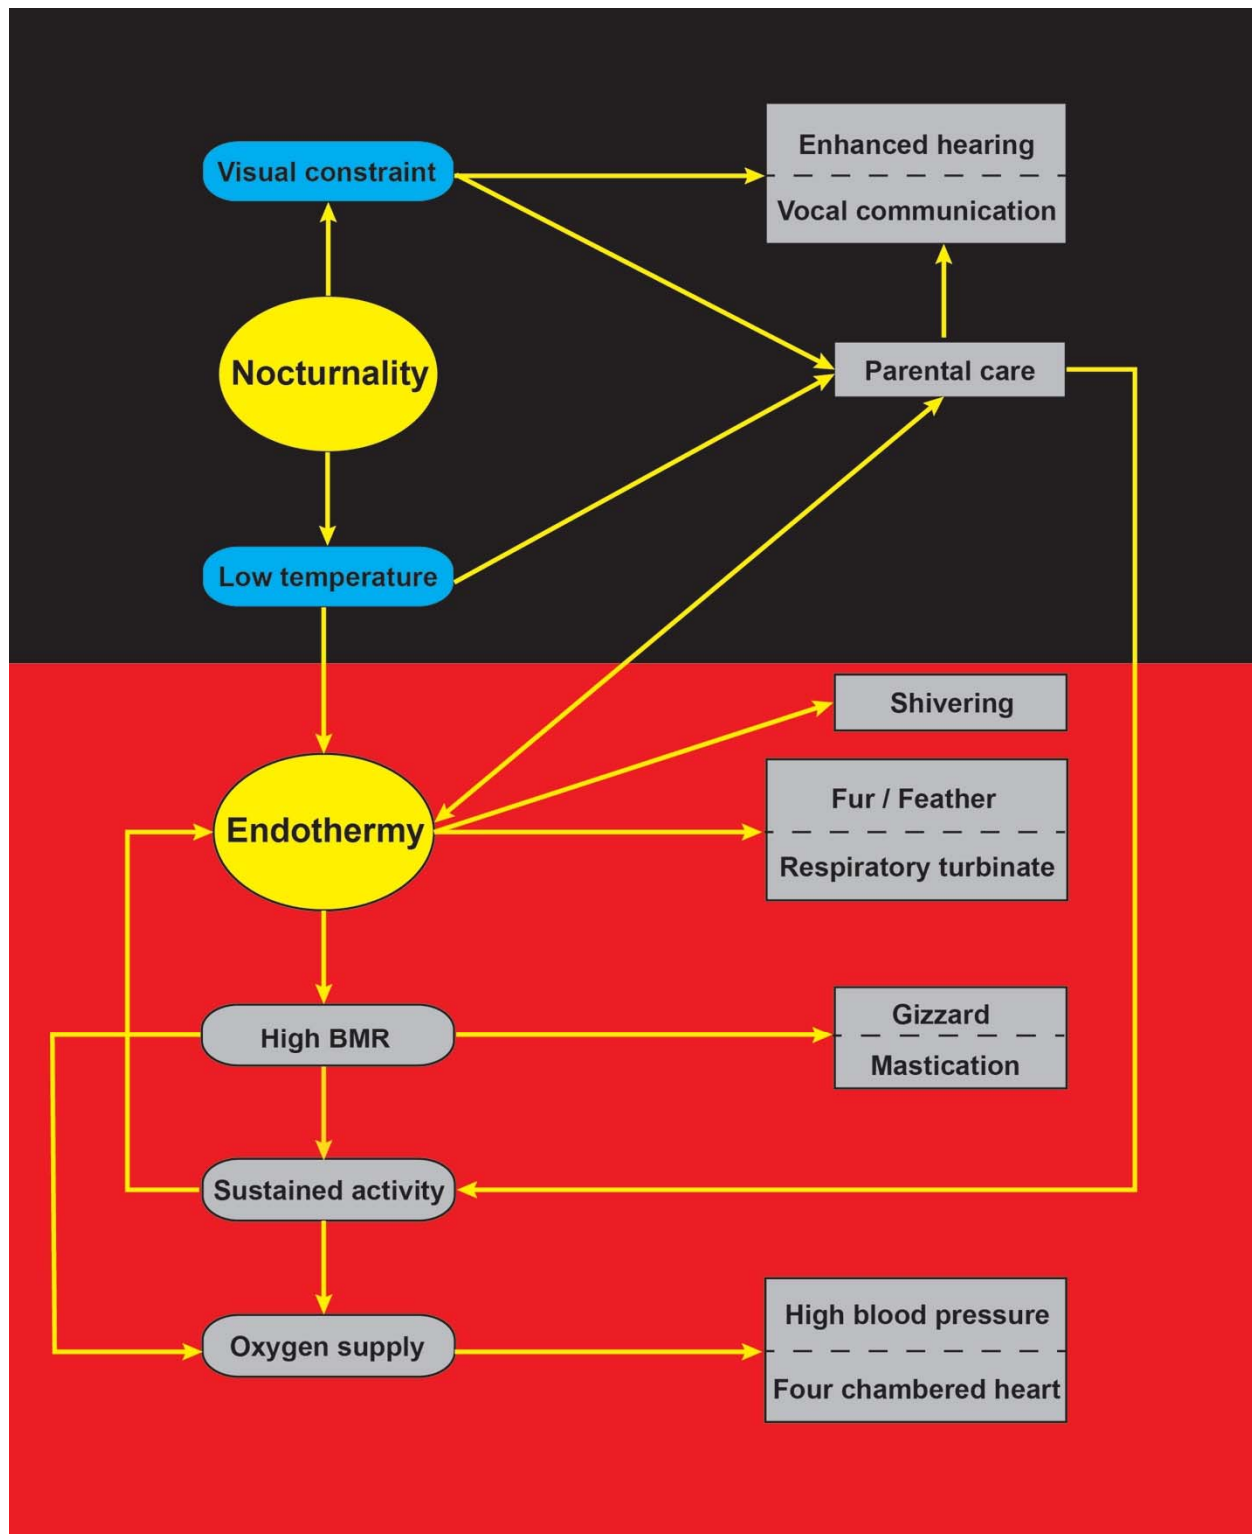 Visual constraint
Enhanced hearing
Vocal communication
Nocturnality
Parental care
Low temperature
Shivering
Endothermy
Fur / Feather
Respiratory turbinate
High BMR
Gizzard
Mastication
Sustained activity
Oxygen supply
High blood pressure
Four chambered heart